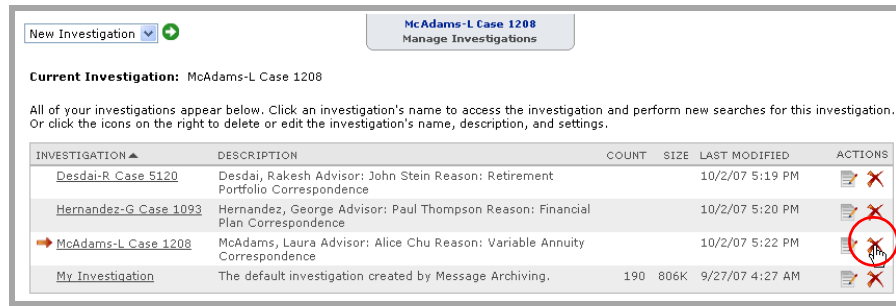 New Investigation
McAdams-L Case 1208
Manage Investigations
Current Investigation: McAdams-L Case 1208
All of your investigations appear below. Click an investigation's name to access the investigation and perform new searches for this investigation.
Or click the icons on the right to delete or edit the investigation's name, description, and settings.
INVESTIGATION DESCRIPTION COUNT SIZE LAST MODIFIED ACTIONS
Desdai-R Case 5120 Desdai, Rakesh Advisor: John Stein Reason: Retirement 10/2/07 5:19 PM
Portfolio Correspondence
Hernandez-G Case 1093 Hernandez, George Advisor: Paul Thompson Reason: Financial 10/2/07 5:20 PM
Plan Correspondence
McAdams-L Case 1208 McAdams, Laura Advisor: Alice Chu Reason: Variable Annuity 10/2/07 5:22 PM
Correspondence
My Investigation The default investigation created by Message Archiving. 190 806K 9/27/07 4:27 AM